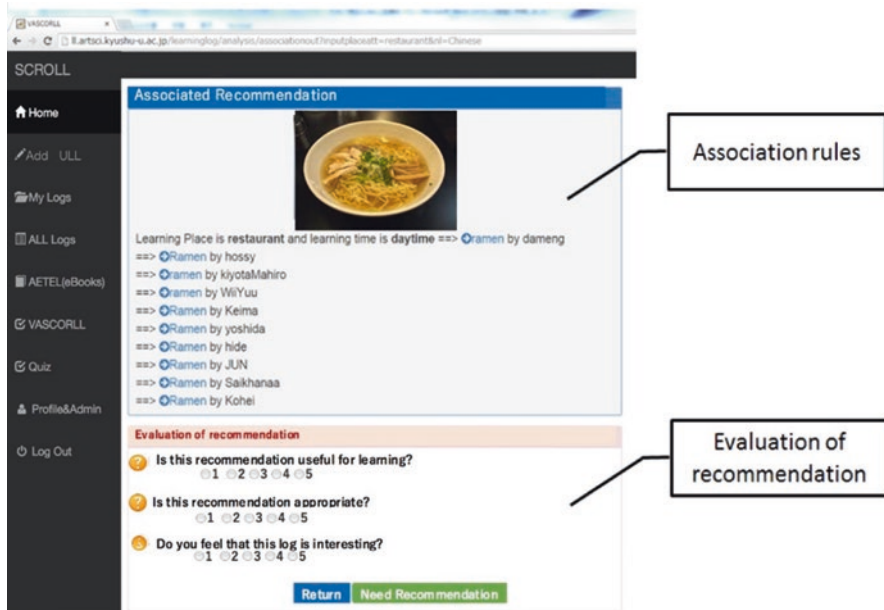 VASCORLL
ll.artsci.kyushu-u.ac.jp/learninglog/analysis/associationout?inputplaceatt=restaurant&nl=Chinese
SCROLL
Home
Add ULL
My Logs
ALL Logs
AETEL(eBooks)
VASCORLL
Quiz
Profile&Admin
Log Out
Associated Recommendation
Learning Place is restaurant and learning time is daytime ==> ramen by dameng
==> Ramen by hossy
==> ramen by kiyotaMahiro
==> Ramen by WiiYuu
==> Ramen by Keima
==> Ramen by yoshida
==> Ramen by hide
==> Ramen by JUN
==> Ramen by Saikhanaa
==> Ramen by Kohei
Evaluation of recommendation
Is this recommendation useful for learning?
1 2 3 4 5
Is this recommendation appropriate?
1 2 3 4 5
Do you feel that this log is interesting?
1 2 3 4 5
Return Need Recommendation
Association rules
Evaluation of
recommendation